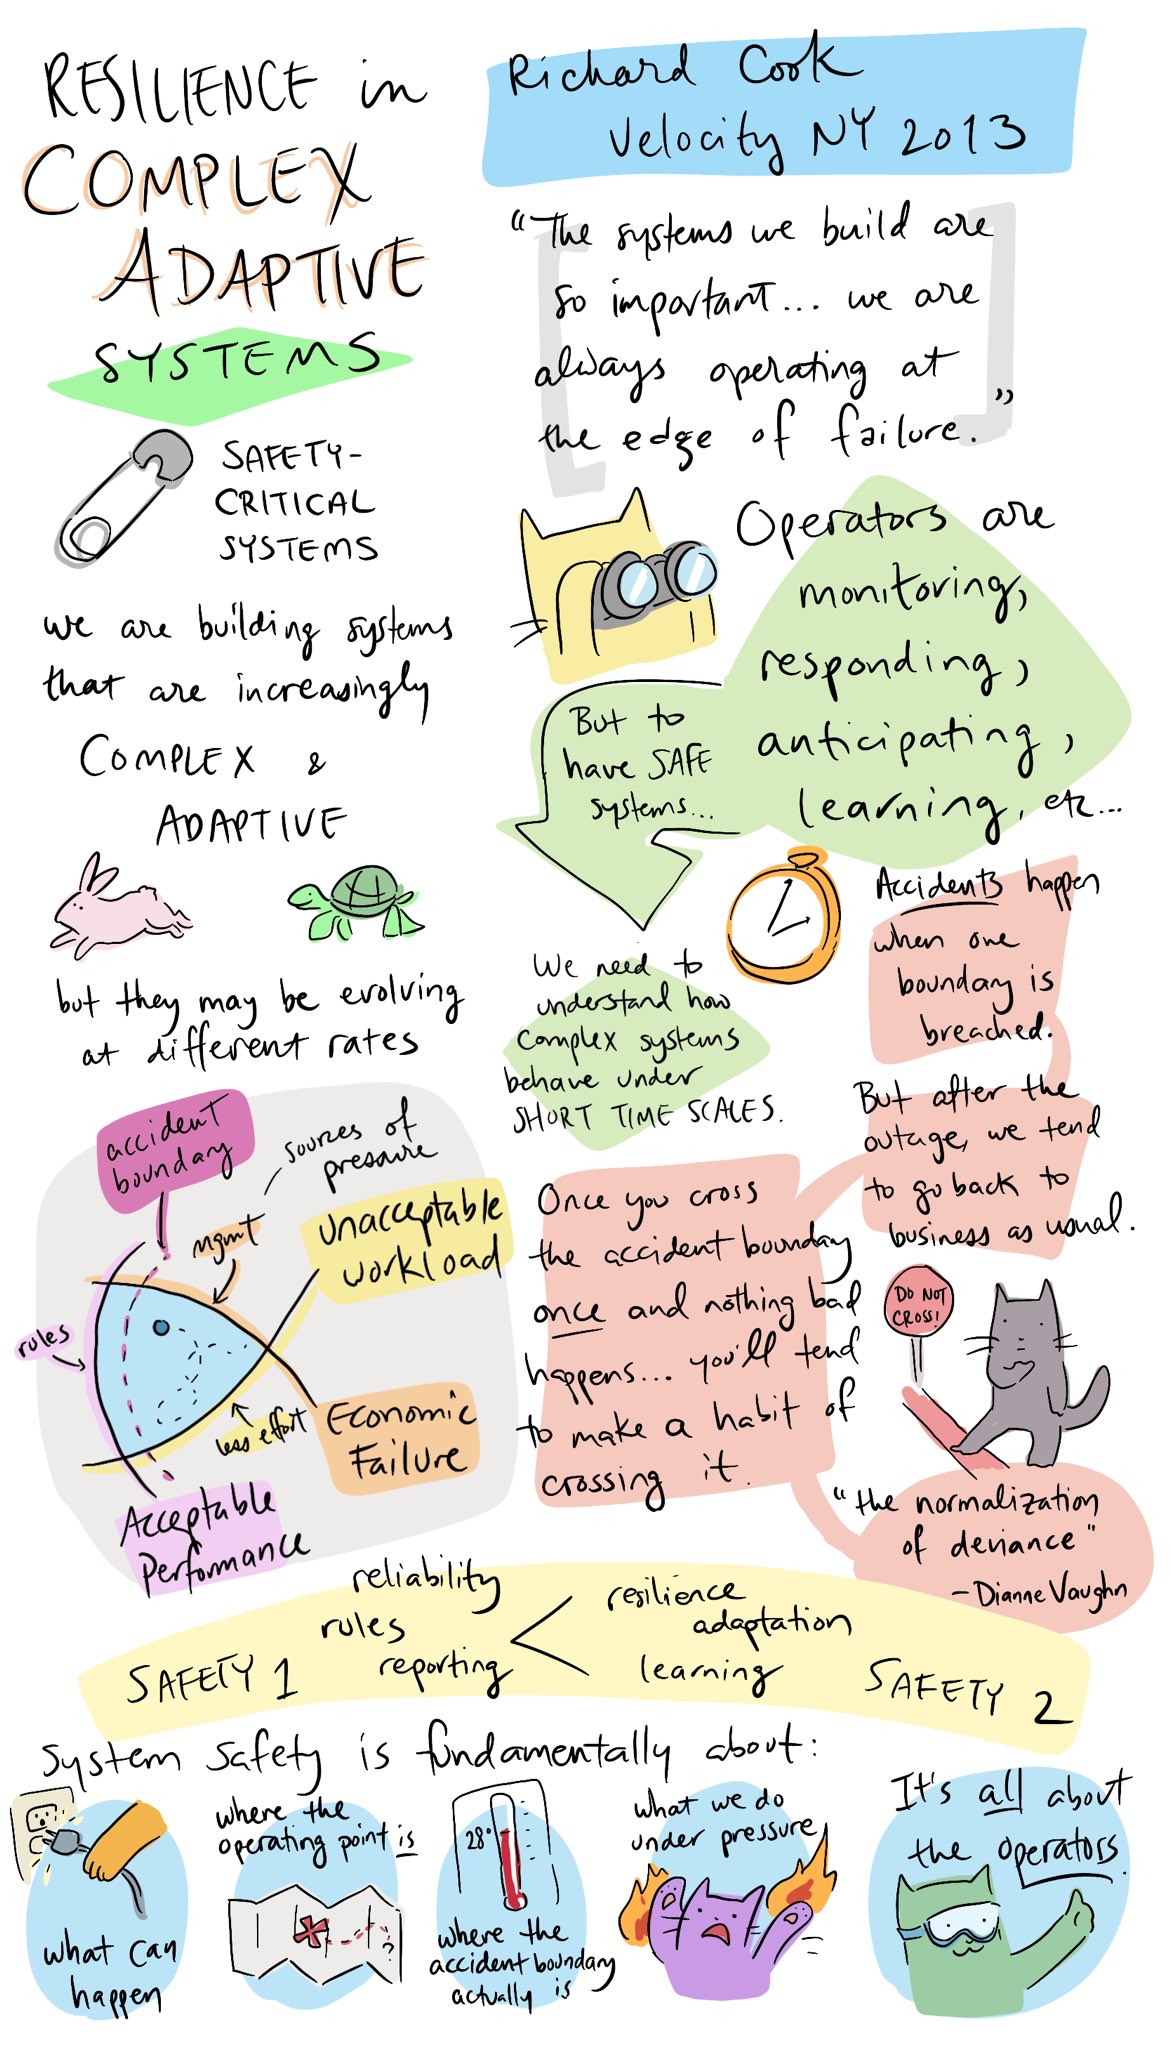 RESILIENCE in
COMPLEX
ADAPTIVE
SYSTEMS
Richard Cook
Velocity NY 2013
"The systems we build are
so important... we are
always operating at
the edge of failure."
SAFETY-
CRITICAL
SYSTEMS
we are building systems
that are increasingly
COMPLEX &
ADAPTIVE
but they may be evolving
at different rates
Operators are
monitoring,
responding,
anticipating,
learning, etc...
But to
have SAFE
systems...
We need to
understand how
complex systems
behave under
SHORT TIME SCALES.
Accidents happen
when one
boundary is
breached.
But after the
outage, we tend
to go back to
business as usual.
Once you cross
the accident boundary
once and nothing bad
happens... you'll tend
to make a habit of
crossing it.
DO NOT
CROSS!
"the normalization
of deviance"
- Dianne Vaughn
accident
boundary
sources of
pressure
mgmt
unacceptable
workload
rules
less effort
Economic
Failure
Acceptable
Performance
SAFETY 1
reliability
rules
reporting
<
resilience
adaptation
learning
SAFETY 2
System Safety is fundamentally about:
what can
happen
where the
operating point is
?
28°
where the
accident boundary
actually is
what we do
under pressure
It's all about
the operators.